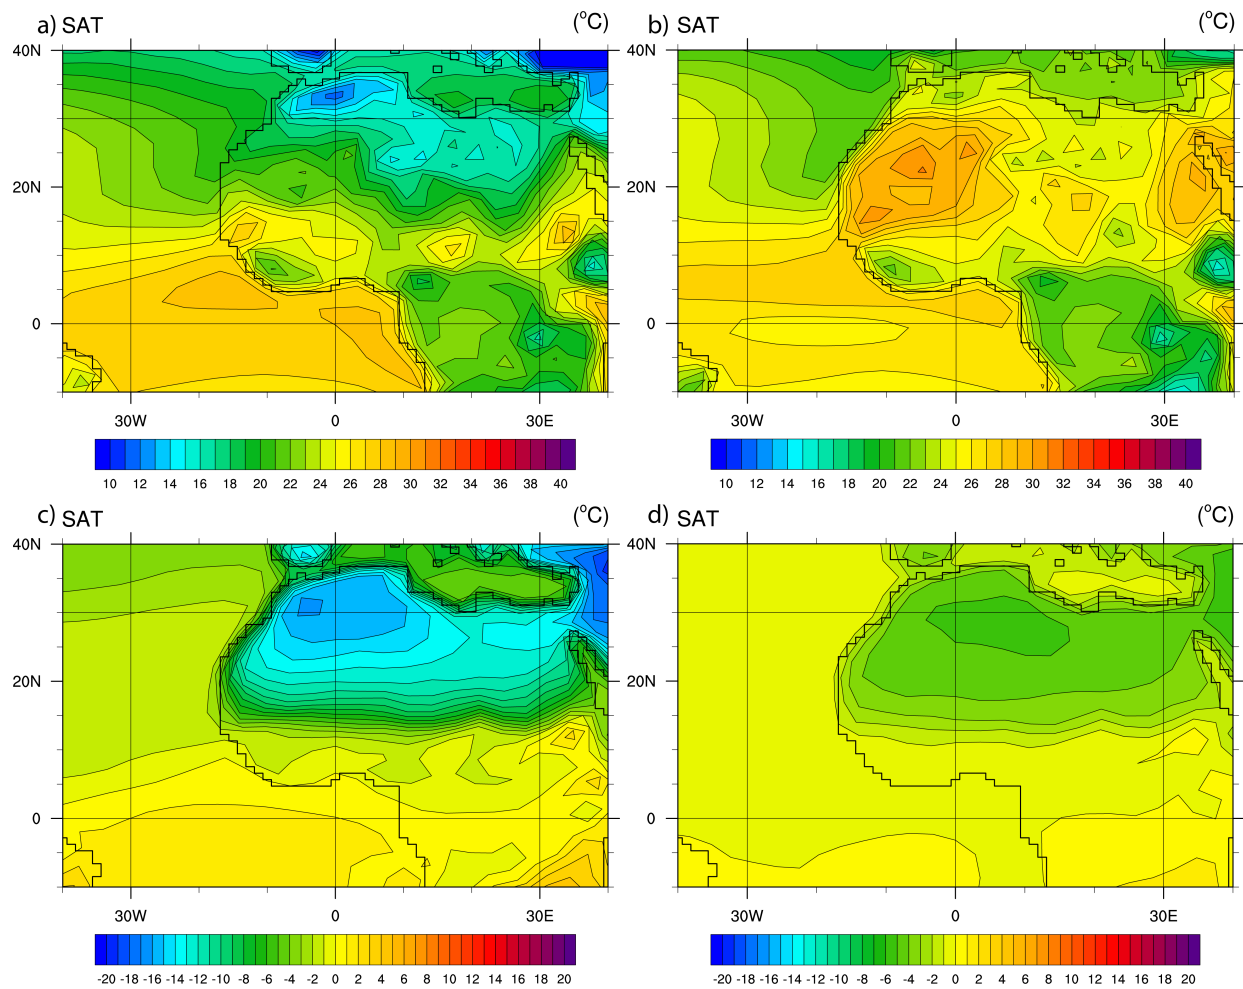 a) SAT (°C)
40N
20N
0
30W 0 30E
10 12 14 16 18 20 22 24 26 28 30 32 34 36 38 40
b) SAT (°C)
40N
20N
0
30W 0 30E
10 12 14 16 18 20 22 24 26 28 30 32 34 36 38 40
c) SAT (°C)
40N
20N
0
30W 0 30E
-20 -18 -16 -14 -12 -10 -8 -6 -4 -2 0 2 4 6 8 10 12 14 16 18 20
d) SAT (°C)
40N
20N
0
30W 0 30E
-20 -18 -16 -14 -12 -10 -8 -6 -4 -2 0 2 4 6 8 10 12 14 16 18 20